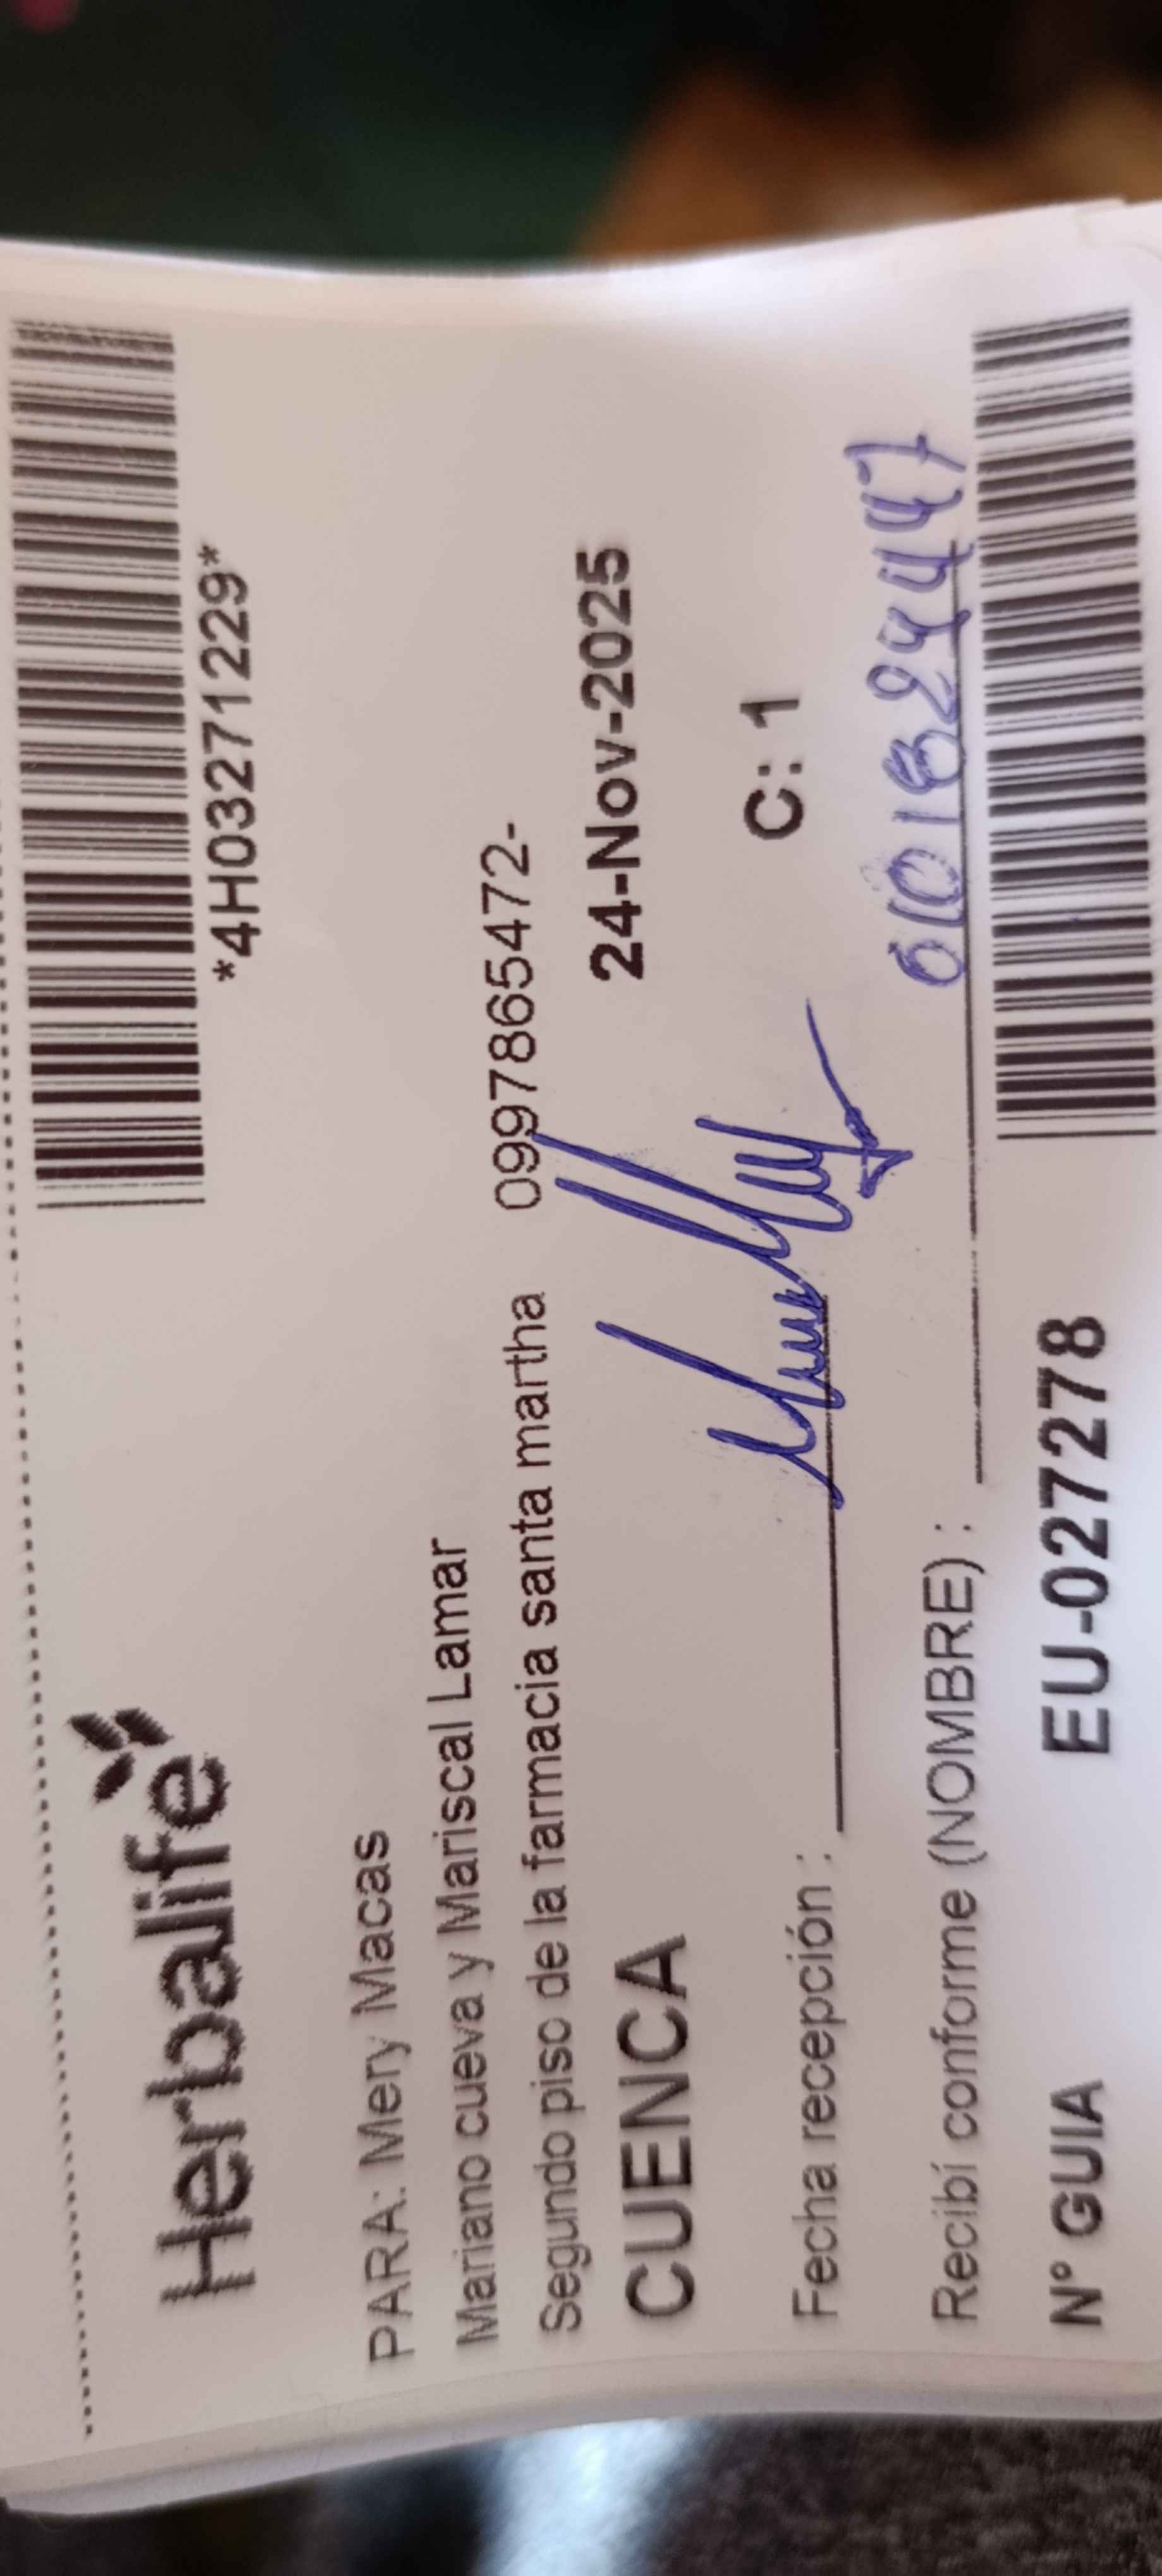 Herbalife
*4H03271229*
PARA: Mery Macas
Mariano cueva y Mariscal Lamar
Segundo piso de la farmacia santa martha 0997865472-
CUENCA 24-Nov-2025
C: 1
Fecha recepción :
Recibí conforme (NOMBRE) :
N° GUIA EU-027278